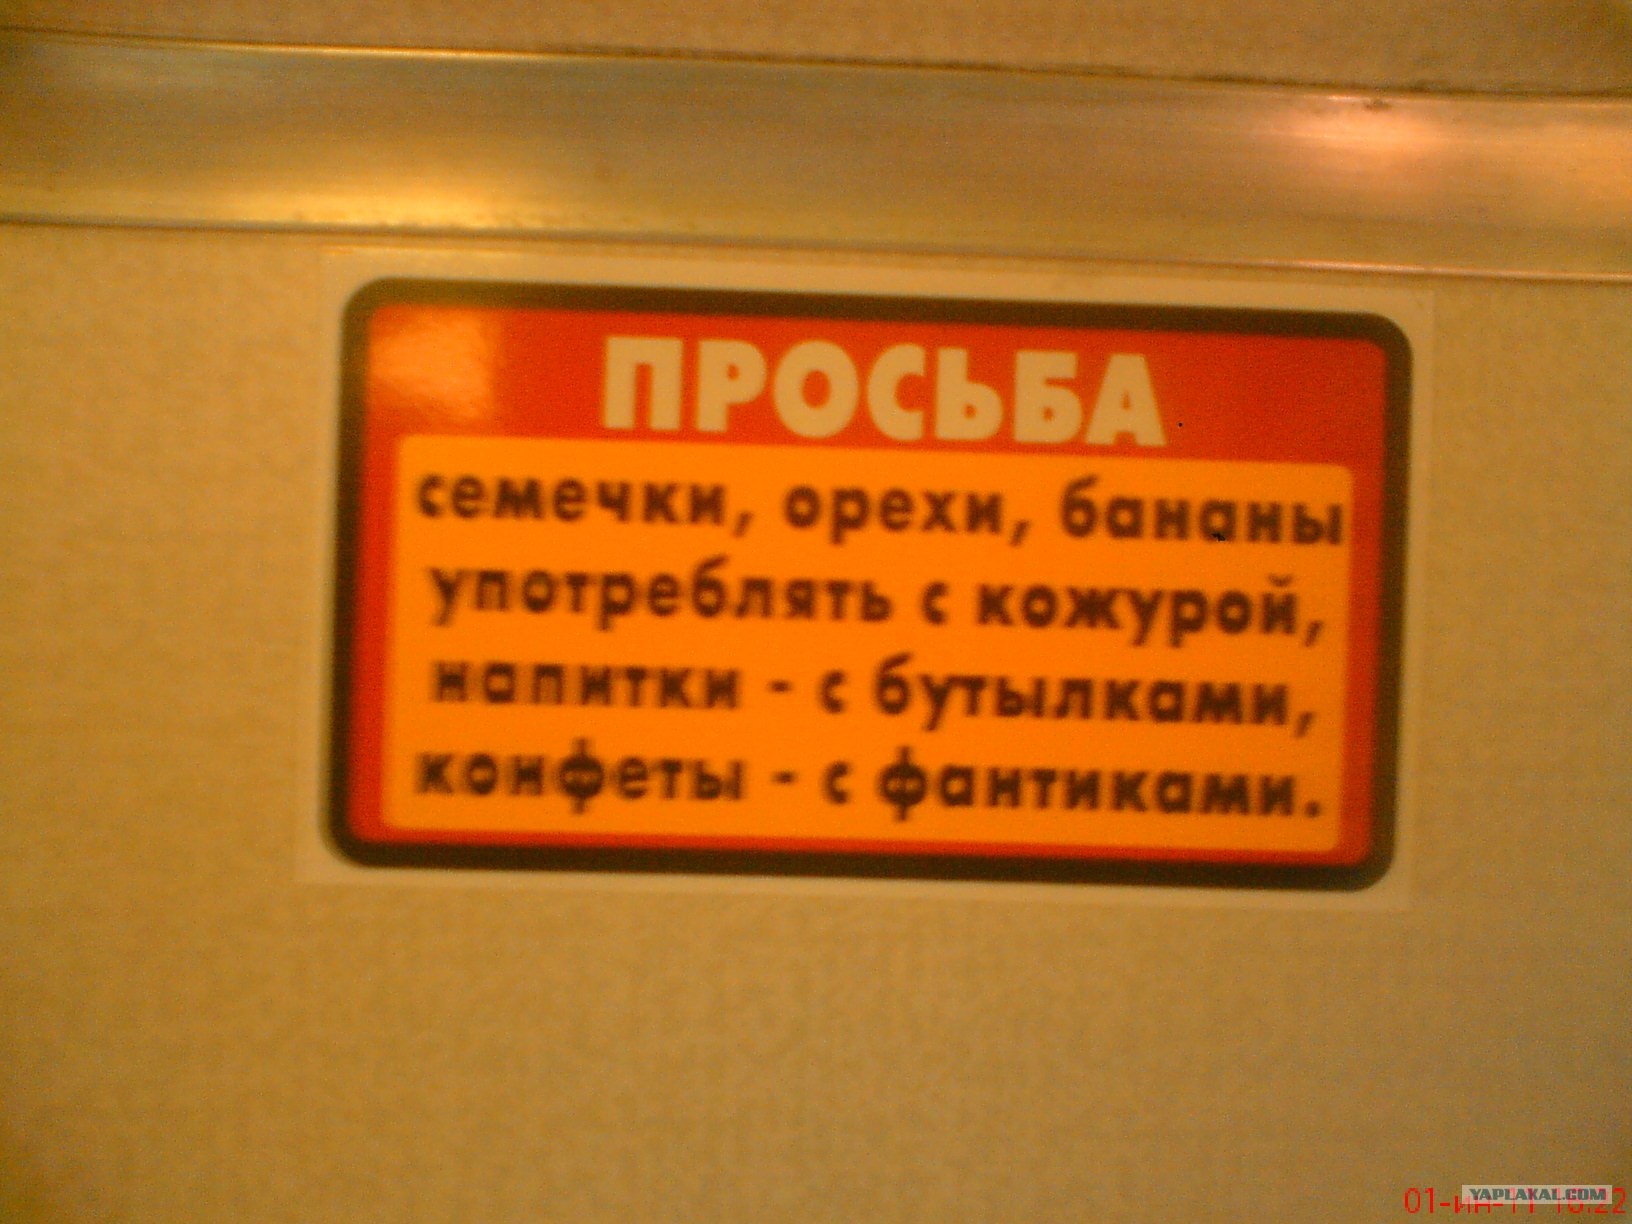 ПРОСЬБА
семечки, орехи, бананы
употреблять с кожурой,
напитки - с бутылками,
конфеты - с фантиками.
YAPLAKAL.COM